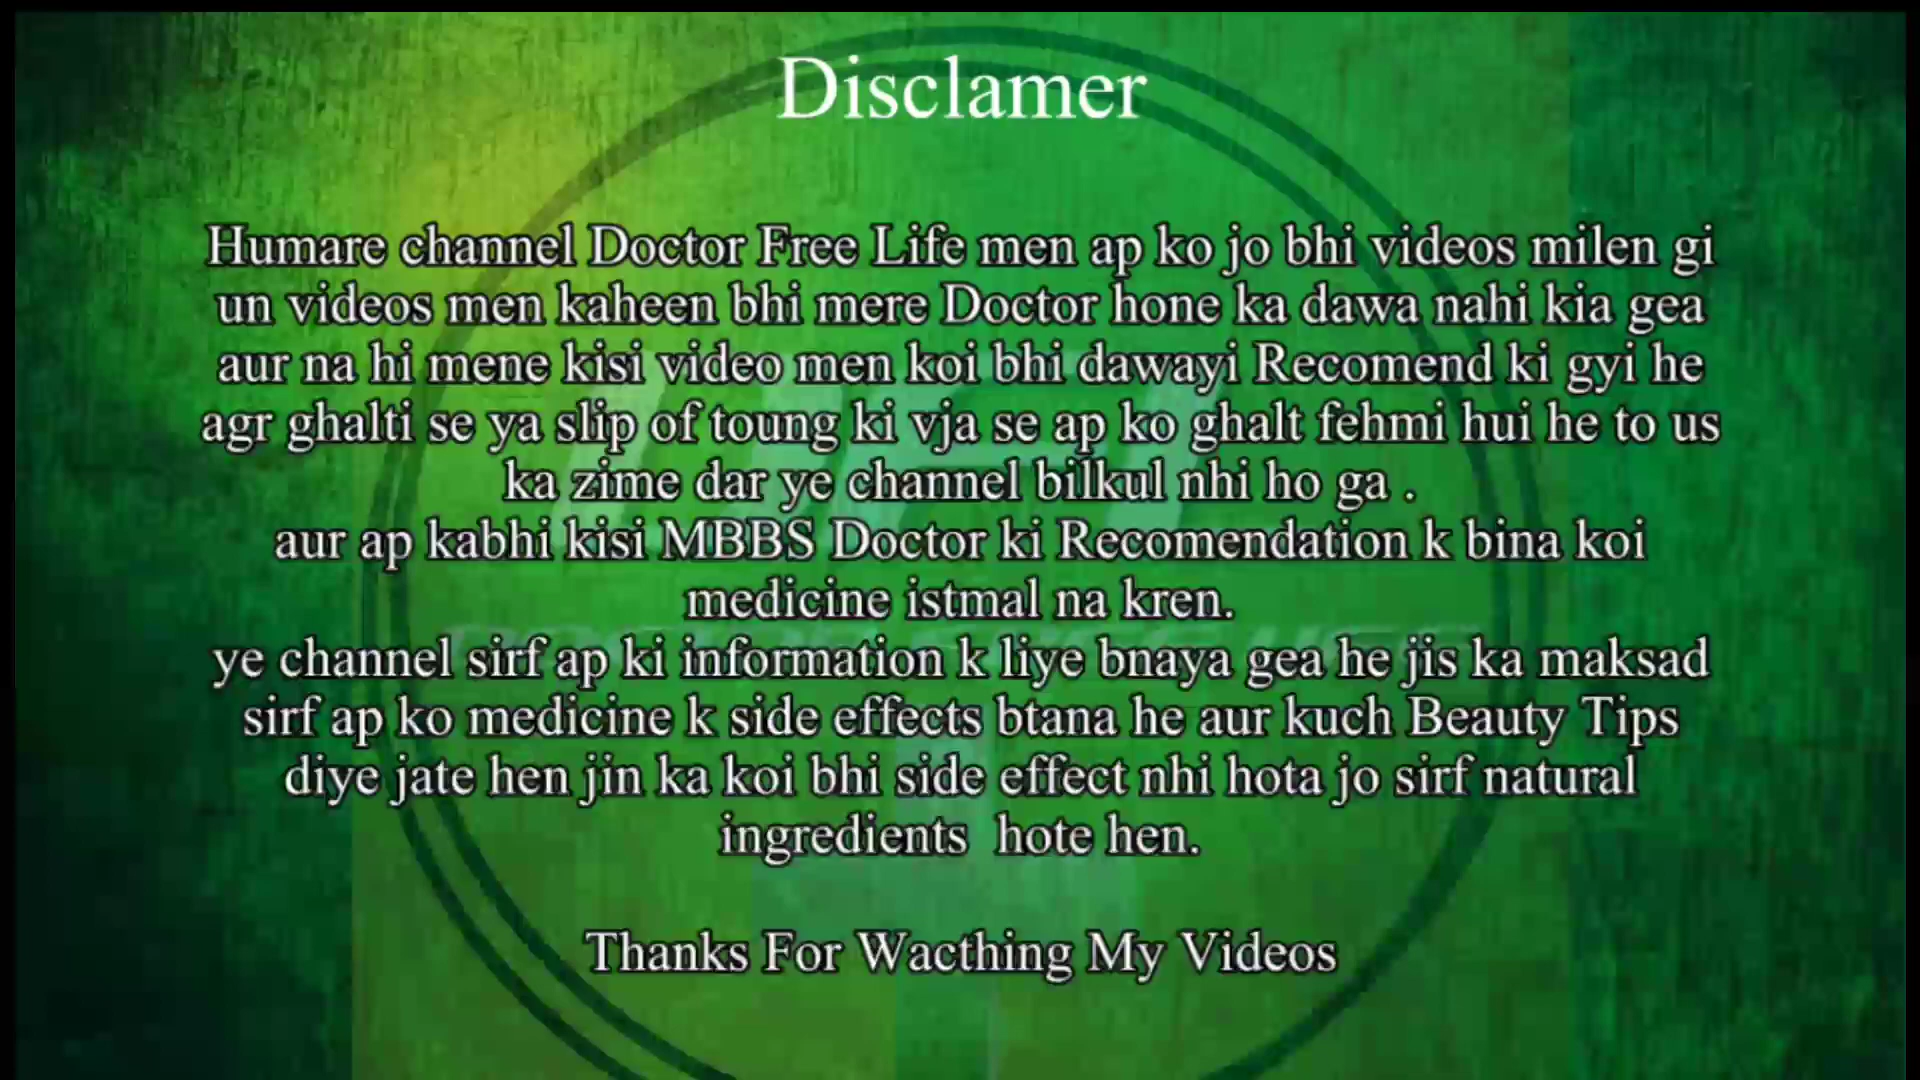 Disclamer
Humare channel Doctor Free Life men ap ko jo bhi videos milen gi
un videos men kaheen bhi mere Doctor hone ka dawa nahi kia gea
aur na hi mene kisi video men koi bhi dawayi Recomend ki gyi he
agr ghalti se ya slip of toung ki vja se ap ko ghalt fehmi hui he to us
ka zime dar ye channel bilkul nhi ho ga .
aur ap kabhi kisi MBBS Doctor ki Recomendation k bina koi
medicine istmal na kren.
ye channel sirf ap ki information k liye bnaya gea he jis ka maksad
sirf ap ko medicine k side effects btana he aur kuch Beauty Tips
diye jate hen jin ka koi bhi side effect nhi hota jo sirf natural
ingredients  hote hen.
Thanks For Wacthing My Videos